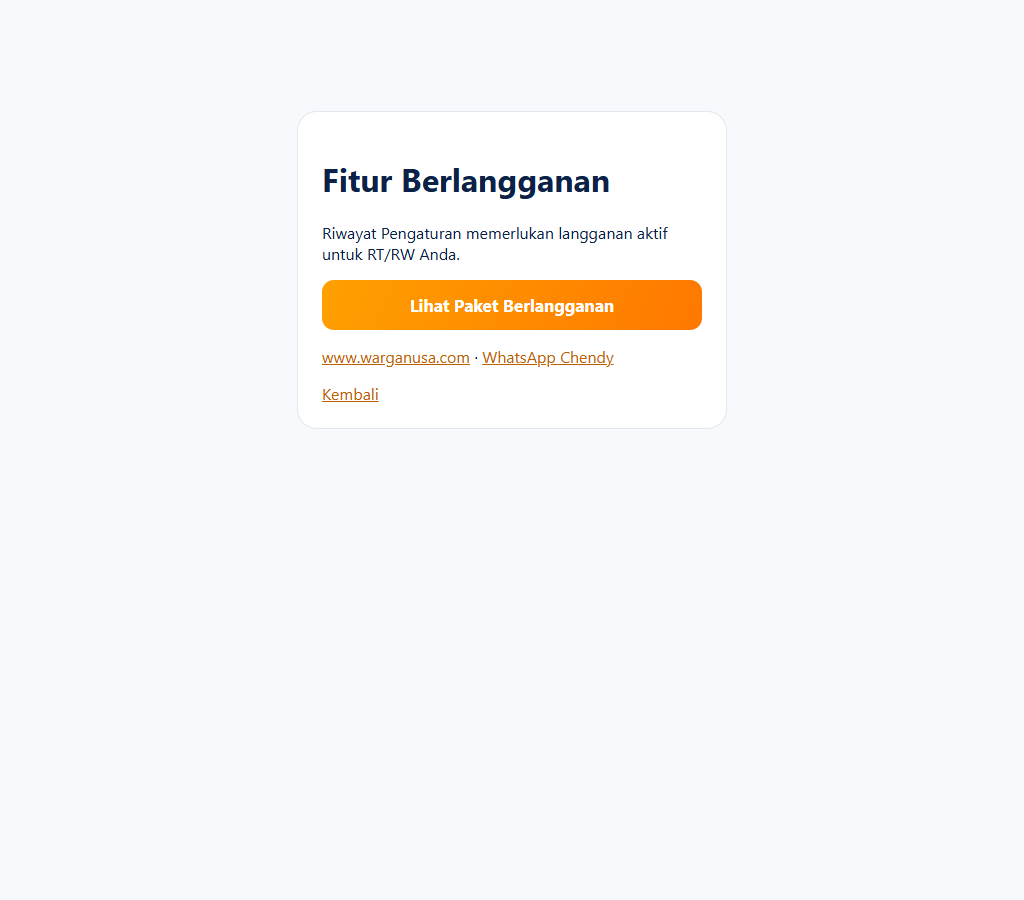 Fitur Berlangganan
Riwayat Pengaturan memerlukan langganan aktif
untuk RT/RW Anda.
Lihat Paket Berlangganan
www.warganusa.com · WhatsApp Chendy
Kembali